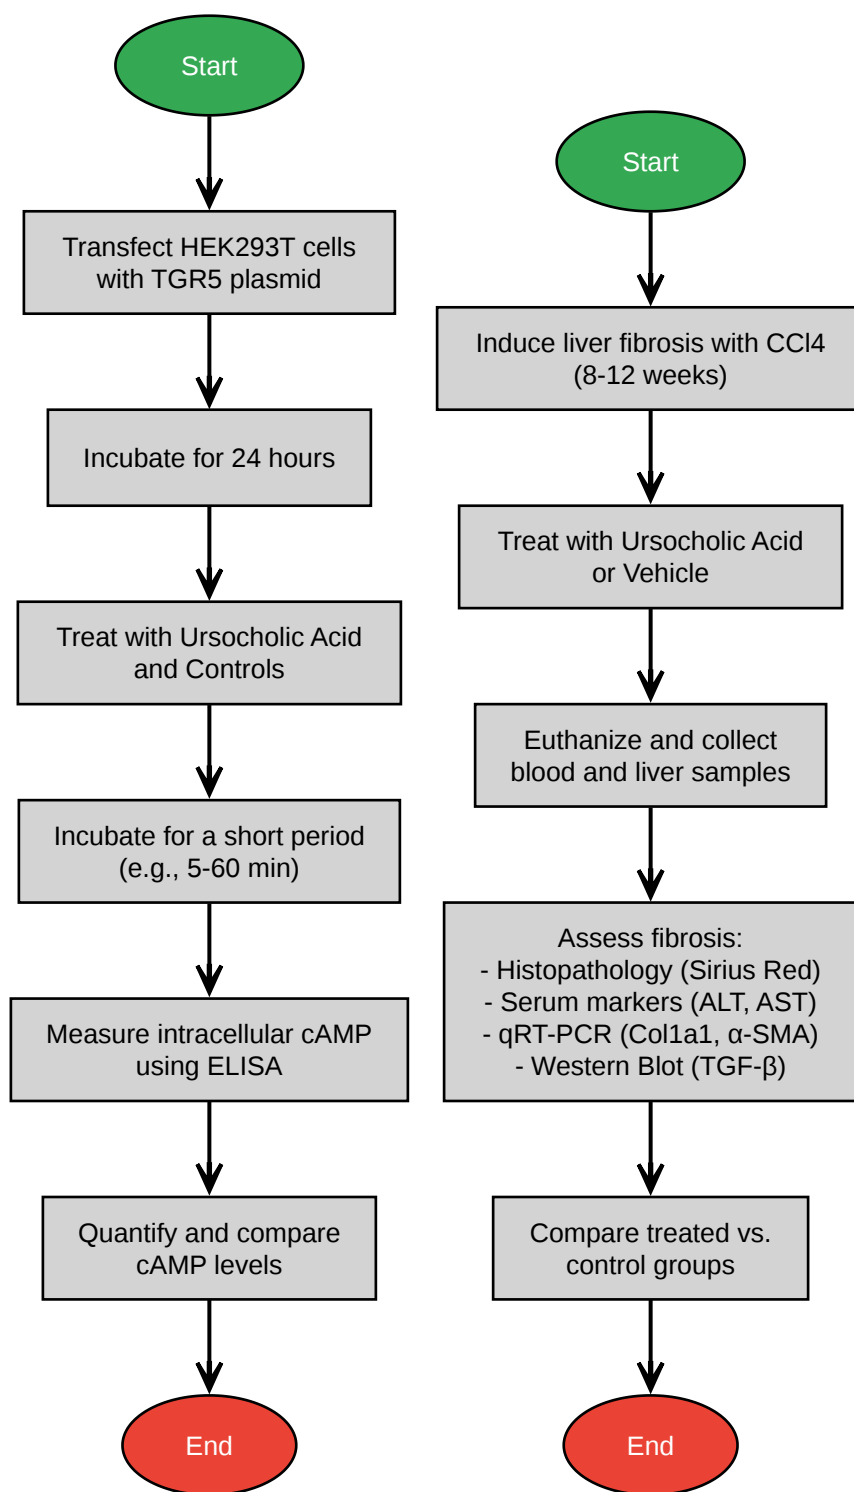 Start
Transfect HEK293T cells
with TGR5 plasmid
Incubate for 24 hours
Treat with Ursocholic Acid
and Controls
Incubate for a short period
(e.g., 5-60 min)
Measure intracellular cAMP
using ELISA
Quantify and compare
cAMP levels
End
Start
Induce liver fibrosis with CCl4
(8-12 weeks)
Treat with Ursocholic Acid
or Vehicle
Euthanize and collect
blood and liver samples
Assess fibrosis:
- Histopathology (Sirius Red)
- Serum markers (ALT, AST)
- qRT-PCR (Col1a1, α-SMA)
- Western Blot (TGF-β)
Compare treated vs.
control groups
End